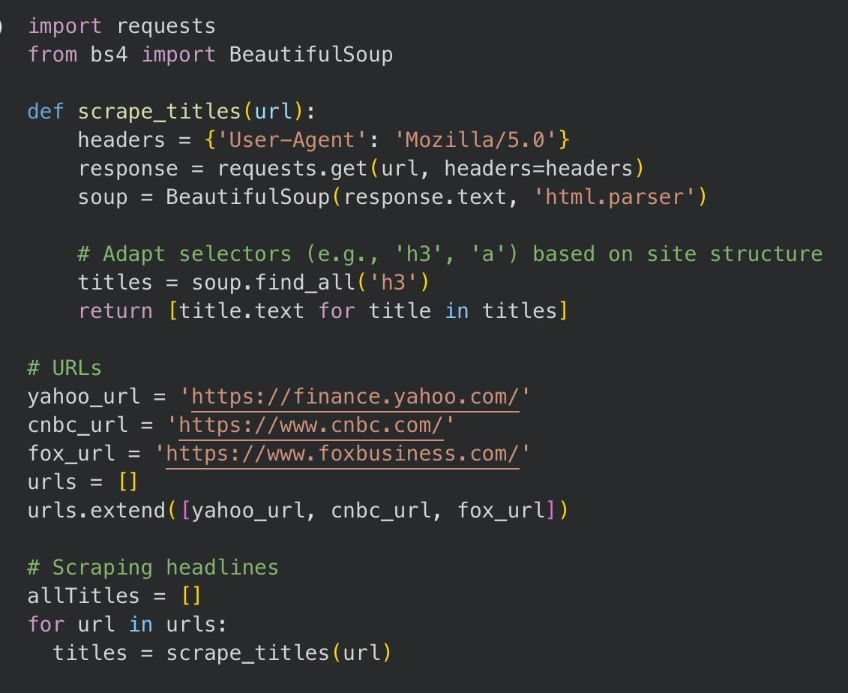 import requests
from bs4 import BeautifulSoup
def scrape_titles(url):
    headers = {'User-Agent': 'Mozilla/5.0'}
    response = requests.get(url, headers=headers)
    soup = BeautifulSoup(response.text, 'html.parser')
    # Adapt selectors (e.g., 'h3', 'a') based on site structure
    titles = soup.find_all('h3')
    return [title.text for title in titles]
# URLs
yahoo_url = 'https://finance.yahoo.com/'
cnbc_url = 'https://www.cnbc.com/'
fox_url = 'https://www.foxbusiness.com/'
urls = []
urls.extend([yahoo_url, cnbc_url, fox_url])
# Scraping headlines
allTitles = []
for url in urls:
  titles = scrape_titles(url)